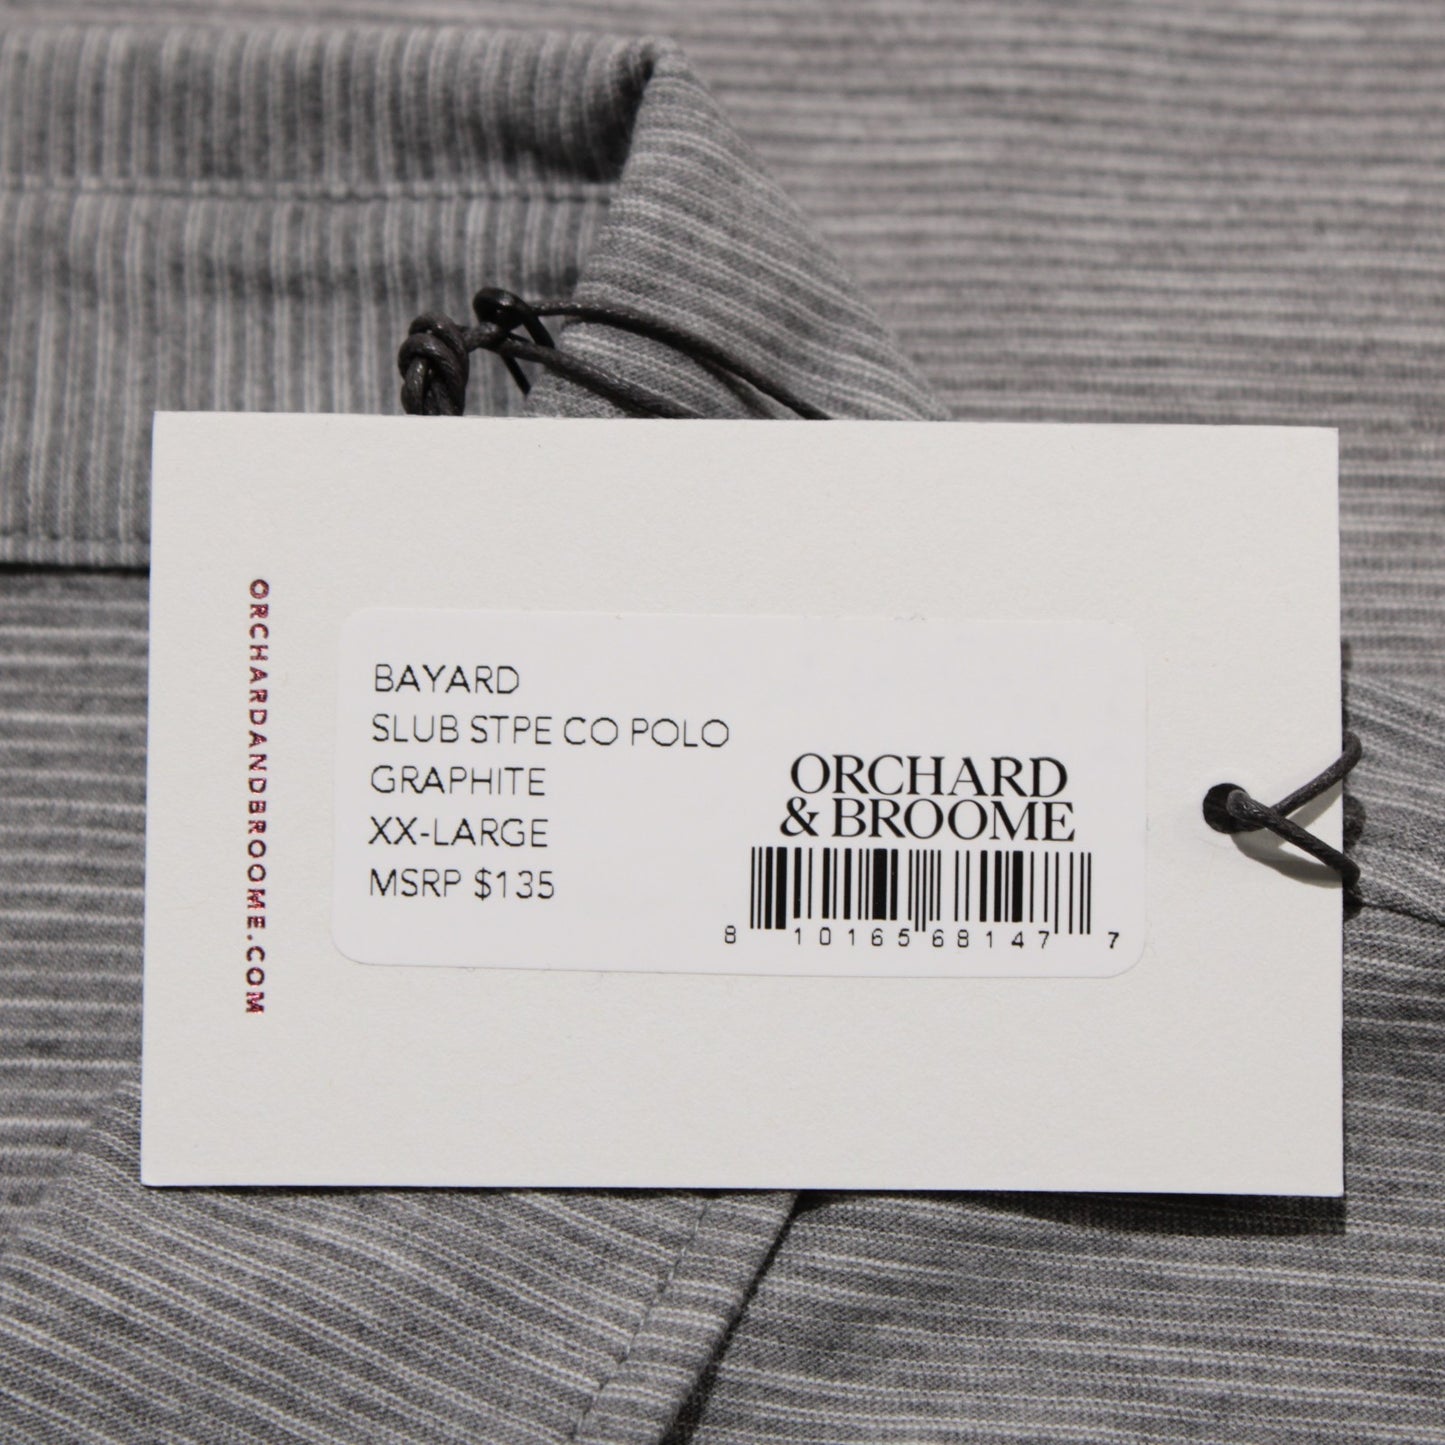 ORCHARDANDBROOME.COM
BAYARD
SLUB STPE CO POLO
GRAPHITE
XX-LARGE
MSRP $135
ORCHARD
& BROOME
8 10165 68147 7